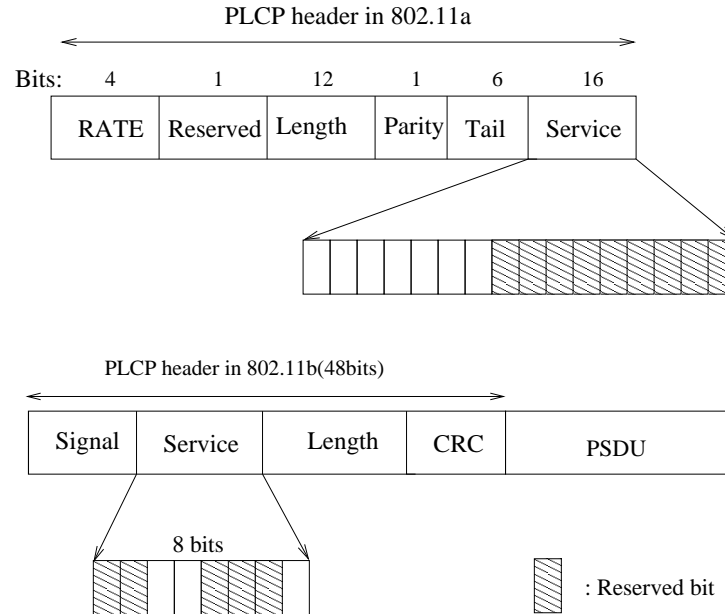 PLCP header in 802.11a
Bits: 4 1 12 1 6 16
RATE Reserved Length Parity Tail Service
PLCP header in 802.11b(48bits)
Signal Service Length CRC PSDU
8 bits
: Reserved bit